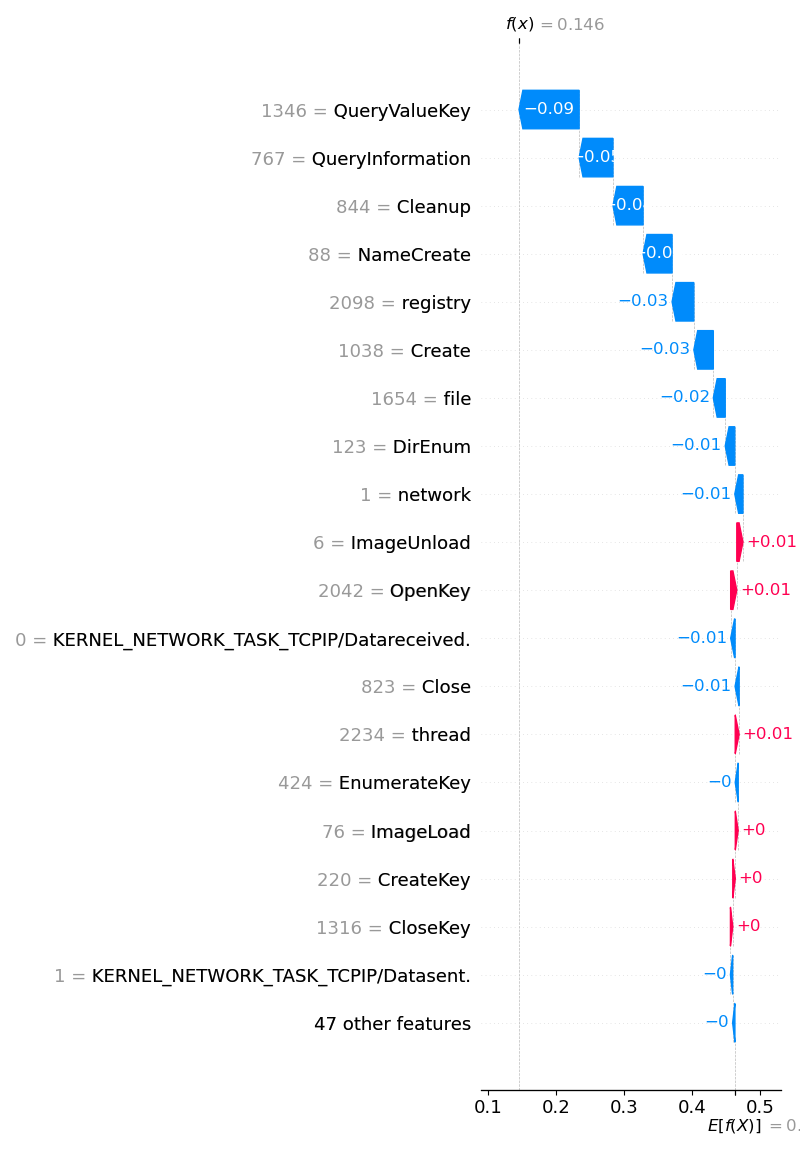 f(x) = 0.146
1346 = QueryValueKey −0.09
767 = QueryInformation −0.05
844 = Cleanup −0.0
88 = NameCreate −0.0
2098 = registry −0.03
1038 = Create −0.03
1654 = file −0.02
123 = DirEnum −0.01
1 = network −0.01
6 = ImageUnload +0.01
2042 = OpenKey +0.01
0 = KERNEL_NETWORK_TASK_TCPIP/Datareceived. −0.01
823 = Close −0.01
2234 = thread +0.01
424 = EnumerateKey −0
76 = ImageLoad +0
220 = CreateKey +0
1316 = CloseKey +0
1 = KERNEL_NETWORK_TASK_TCPIP/Datasent. −0
47 other features −0
0.1 0.2 0.3 0.4 0.5
E[f(X)] = 0.